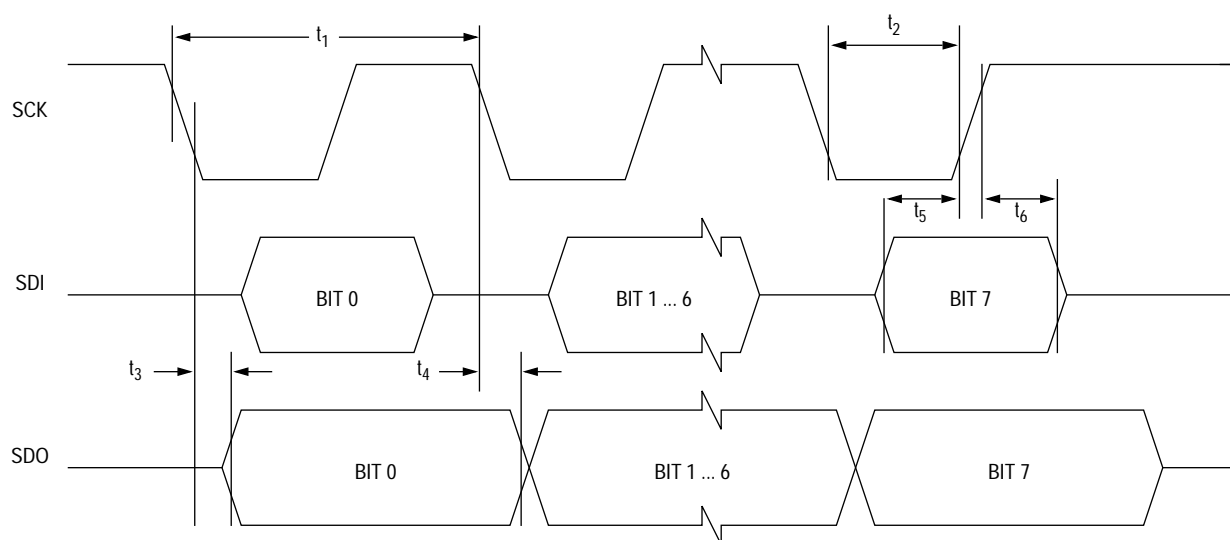 t1
t2
SCK
t5
t6
SDI
BIT 0
BIT 1 ... 6
BIT 7
t3
t4
SDO
BIT 0
BIT 1 ... 6
BIT 7